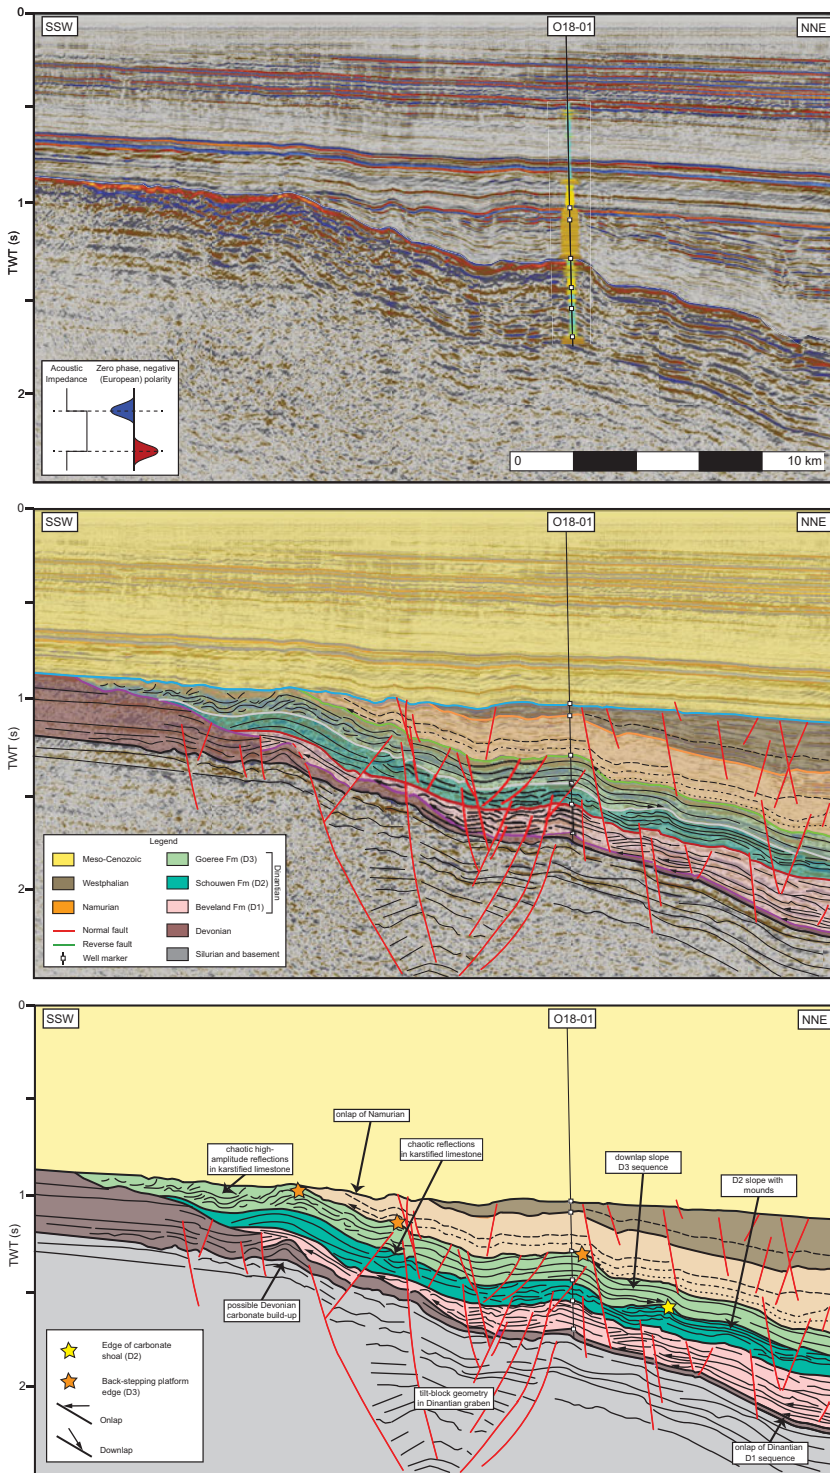 0
SSW
O18-01
NNE
1
TWT (s)
2
Acoustic
Impedance
Zero phase, negative
(European) polarity
0
10 km
0
SSW
O18-01
NNE
1
TWT (s)
2
Legend
Meso-Cenozoic
Westphalian
Namurian
Normal fault
Reverse fault
Well marker
Goeree Fm (D3)
Schouwen Fm (D2)
Beveland Fm (D1)
Dinantian
Devonian
Silurian and basement
0
SSW
O18-01
NNE
onlap of Namurian
chaotic high-
amplitude reflections
in karstified limestone
chaotic reflections
in karstified limestone
downlap slope
D3 sequence
D2 slope with
mounds
1
TWT (s)
possible Devonian
carbonate build-up
2
tilt-block geometry
in Dinantian graben
onlap of Dinantian
D1 sequence
Edge of carbonate
shoal (D2)
Back-stepping platform
edge (D3)
Onlap
Downlap